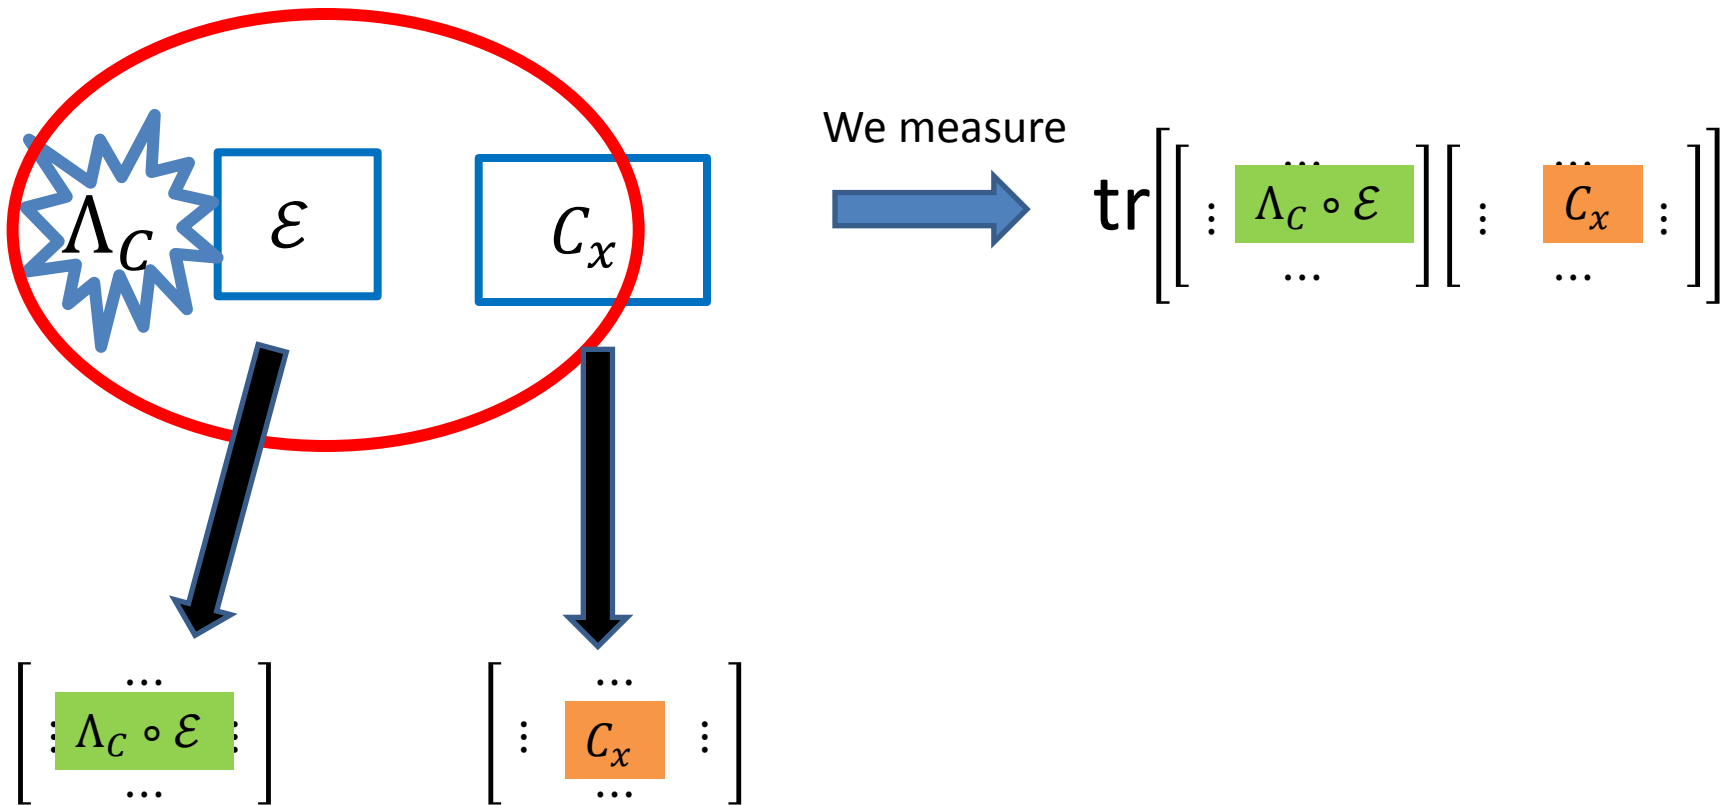 Λ_C ℰ C_x
We measure
tr[[ ... ⋮ Λ_C ∘ ℰ ... ][ ... ⋮ C_x ⋮ ... ]]
[ ... ⋮ Λ_C ∘ ℰ ⋮ ... ] [ ... ⋮ C_x ⋮ ... ]